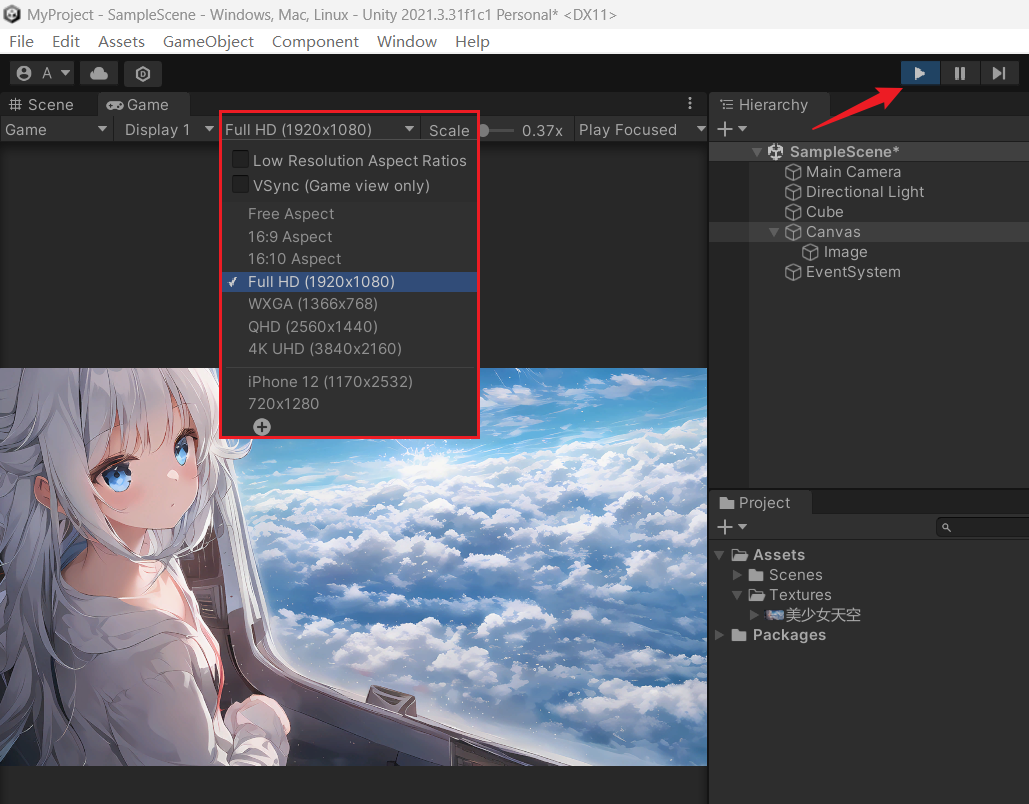 MyProject - SampleScene - Windows, Mac, Linux - Unity 2021.3.31f1c1 Personal* <DX11>
File Edit Assets GameObject Component Window Help
A
Scene Game
Game Display 1 Full HD (1920x1080) Scale 0.37x Play Focused
Low Resolution Aspect Ratios
VSync (Game view only)
Free Aspect
16:9 Aspect
16:10 Aspect
✓ Full HD (1920x1080)
WXGA (1366x768)
QHD (2560x1440)
4K UHD (3840x2160)
iPhone 12 (1170x2532)
720x1280
Hierarchy
SampleScene*
Main Camera
Directional Light
Cube
Canvas
Image
EventSystem
Project
Assets
Scenes
Textures
美少女天空
Packages